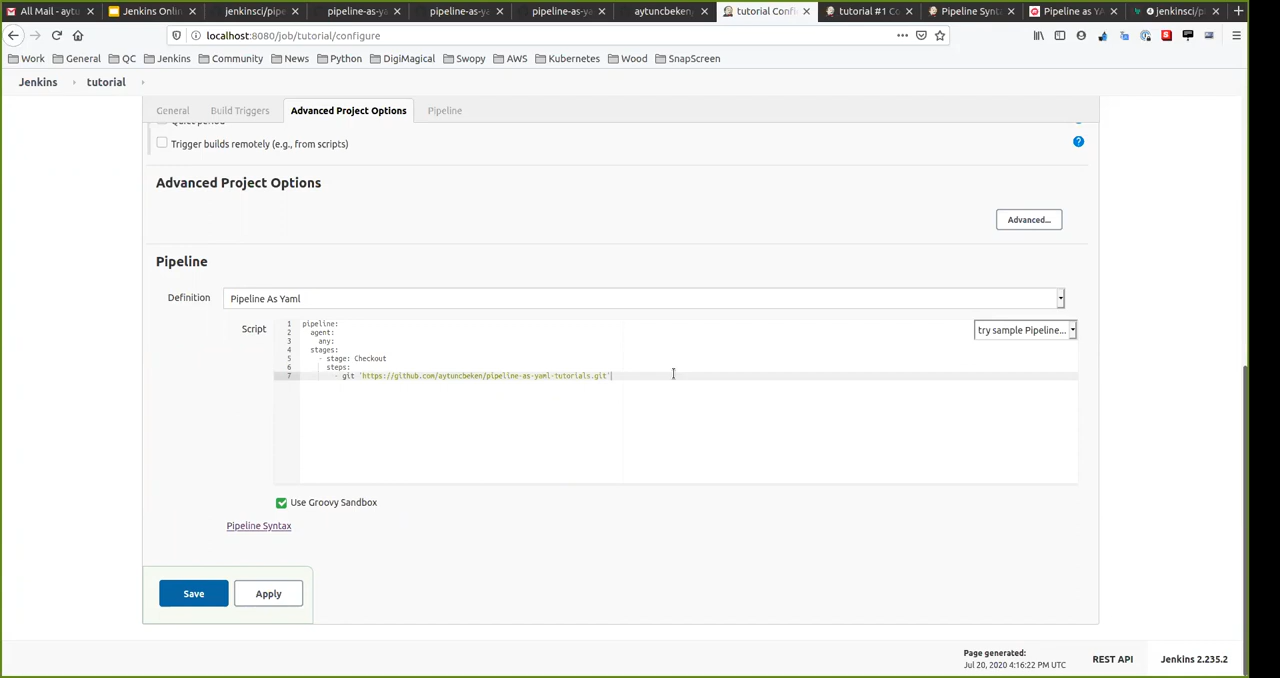 All Mail - aytu
Jenkins Onli
jenkinsci/pipe
pipeline-as-ya
pipeline-as-ya
pipeline-as-ya
aytuncbeken,
tutorial Confi
tutorial #1 Co
Pipeline Synta
Pipeline as YA
jenkinsci/p
localhost:8080/job/tutorial/configure
Work General QC Jenkins Community News Python DigiMagical Swopy AWS Kubernetes Wood SnapScreen
Jenkins tutorial
General Build Triggers Advanced Project Options Pipeline
Quiet period
Trigger builds remotely (e.g., from scripts)
Advanced Project Options
Advanced...
Pipeline
Definition Pipeline As Yaml
Script
try sample Pipeline...
1 pipeline:
2 agent:
3 any:
4 stages:
5 - stage: Checkout
6 steps:
7 - git 'https://github.com/aytuncbeken/pipeline-as-yaml-tutorials.git'
Use Groovy Sandbox
Pipeline Syntax
Save Apply
Page generated:
Jul 20, 2020 4:16:22 PM UTC
REST API Jenkins 2.235.2